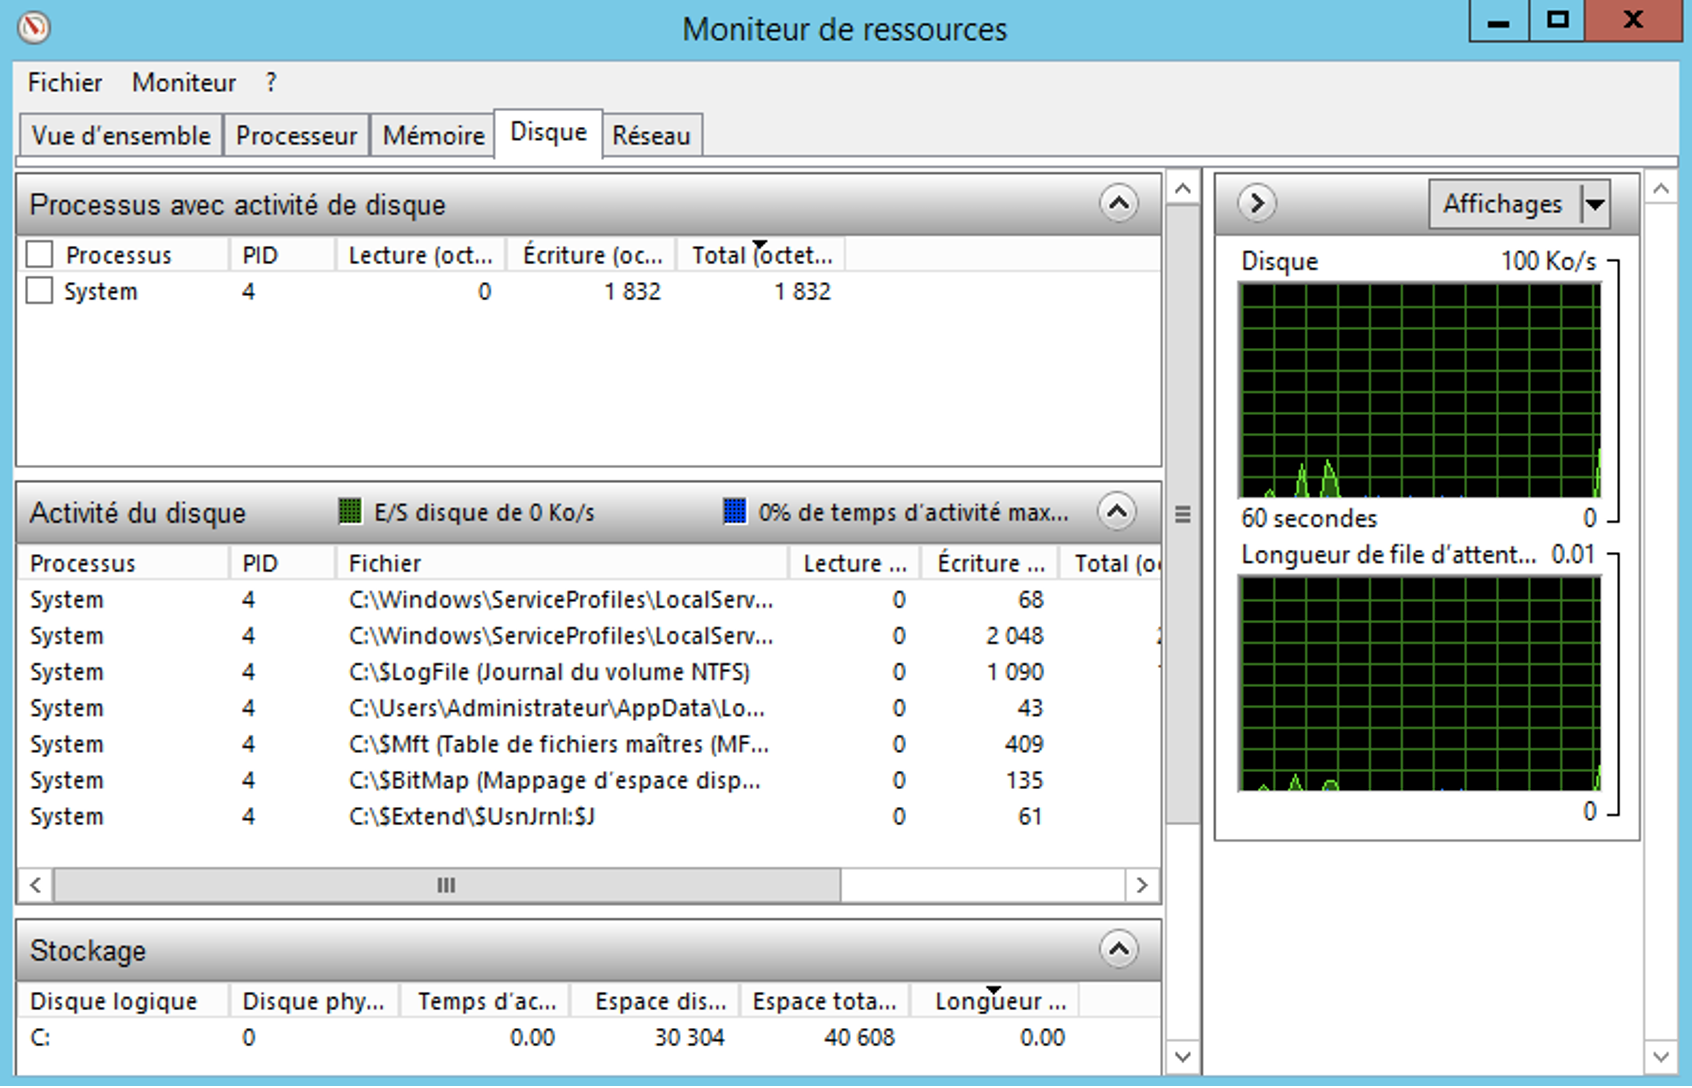 Moniteur de ressources
Fichier Moniteur ?
Vue d'ensemble Processeur Mémoire Disque Réseau
Processus avec activité de disque
Processus PID Lecture (oct... Écriture (oc... Total (octet...
System 4 0 1 832 1 832
Activité du disque E/S disque de 0 Ko/s 0% de temps d'activité max...
Processus PID Fichier Lecture ... Écriture ... Total (oc
System 4 C:\Windows\ServiceProfiles\LocalServ... 0 68
System 4 C:\Windows\ServiceProfiles\LocalServ... 0 2 048
System 4 C:\$LogFile (Journal du volume NTFS) 0 1 090
System 4 C:\Users\Administrateur\AppData\Lo... 0 43
System 4 C:\$Mft (Table de fichiers maîtres (MF... 0 409
System 4 C:\$BitMap (Mappage d'espace disp... 0 135
System 4 C:\$Extend\$UsnJrnl:$J 0 61
Stockage
Disque logique Disque phy... Temps d'ac... Espace dis... Espace tota... Longueur ...
C: 0 0.00 30 304 40 608 0.00
Affichages
Disque 100 Ko/s
60 secondes 0
Longueur de file d'attent... 0.01
0